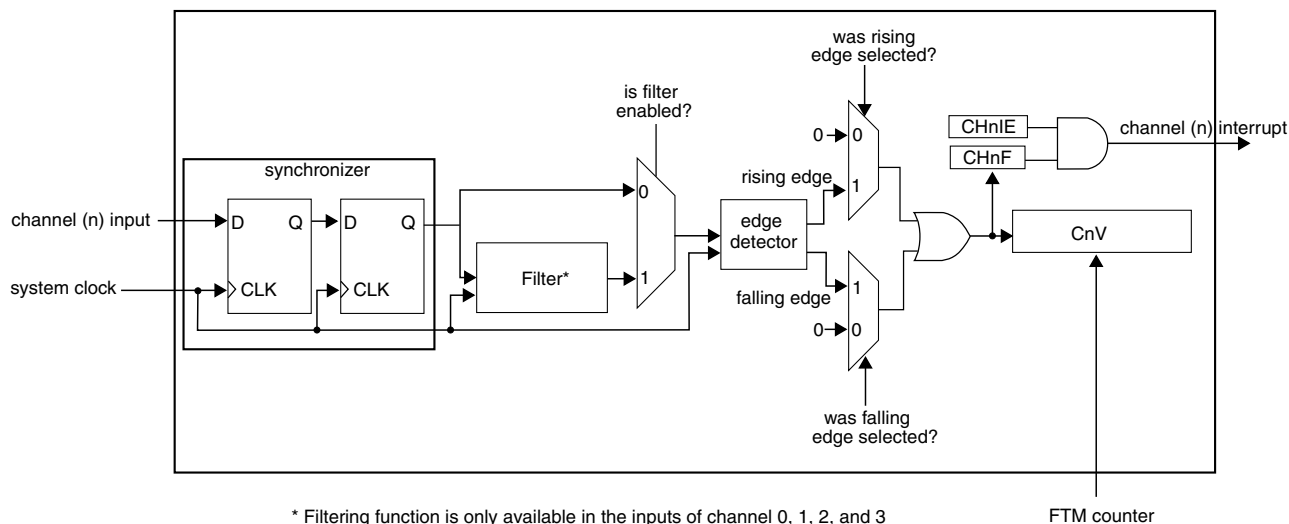 was rising
edge selected?
is filter
enabled?
0
0
CHnIE
channel (n) interrupt
CHnF
synchronizer
rising edge
1
channel (n) input
D
Q
D
Q
0
edge
detector
CnV
Filter*
1
system clock
CLK
CLK
falling edge
1
0
0
was falling
edge selected?
* Filtering function is only available in the inputs of channel 0, 1, 2, and 3
FTM counter